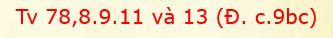 Tv 78,8.9.11 và 13 (Đ. c.9bc)